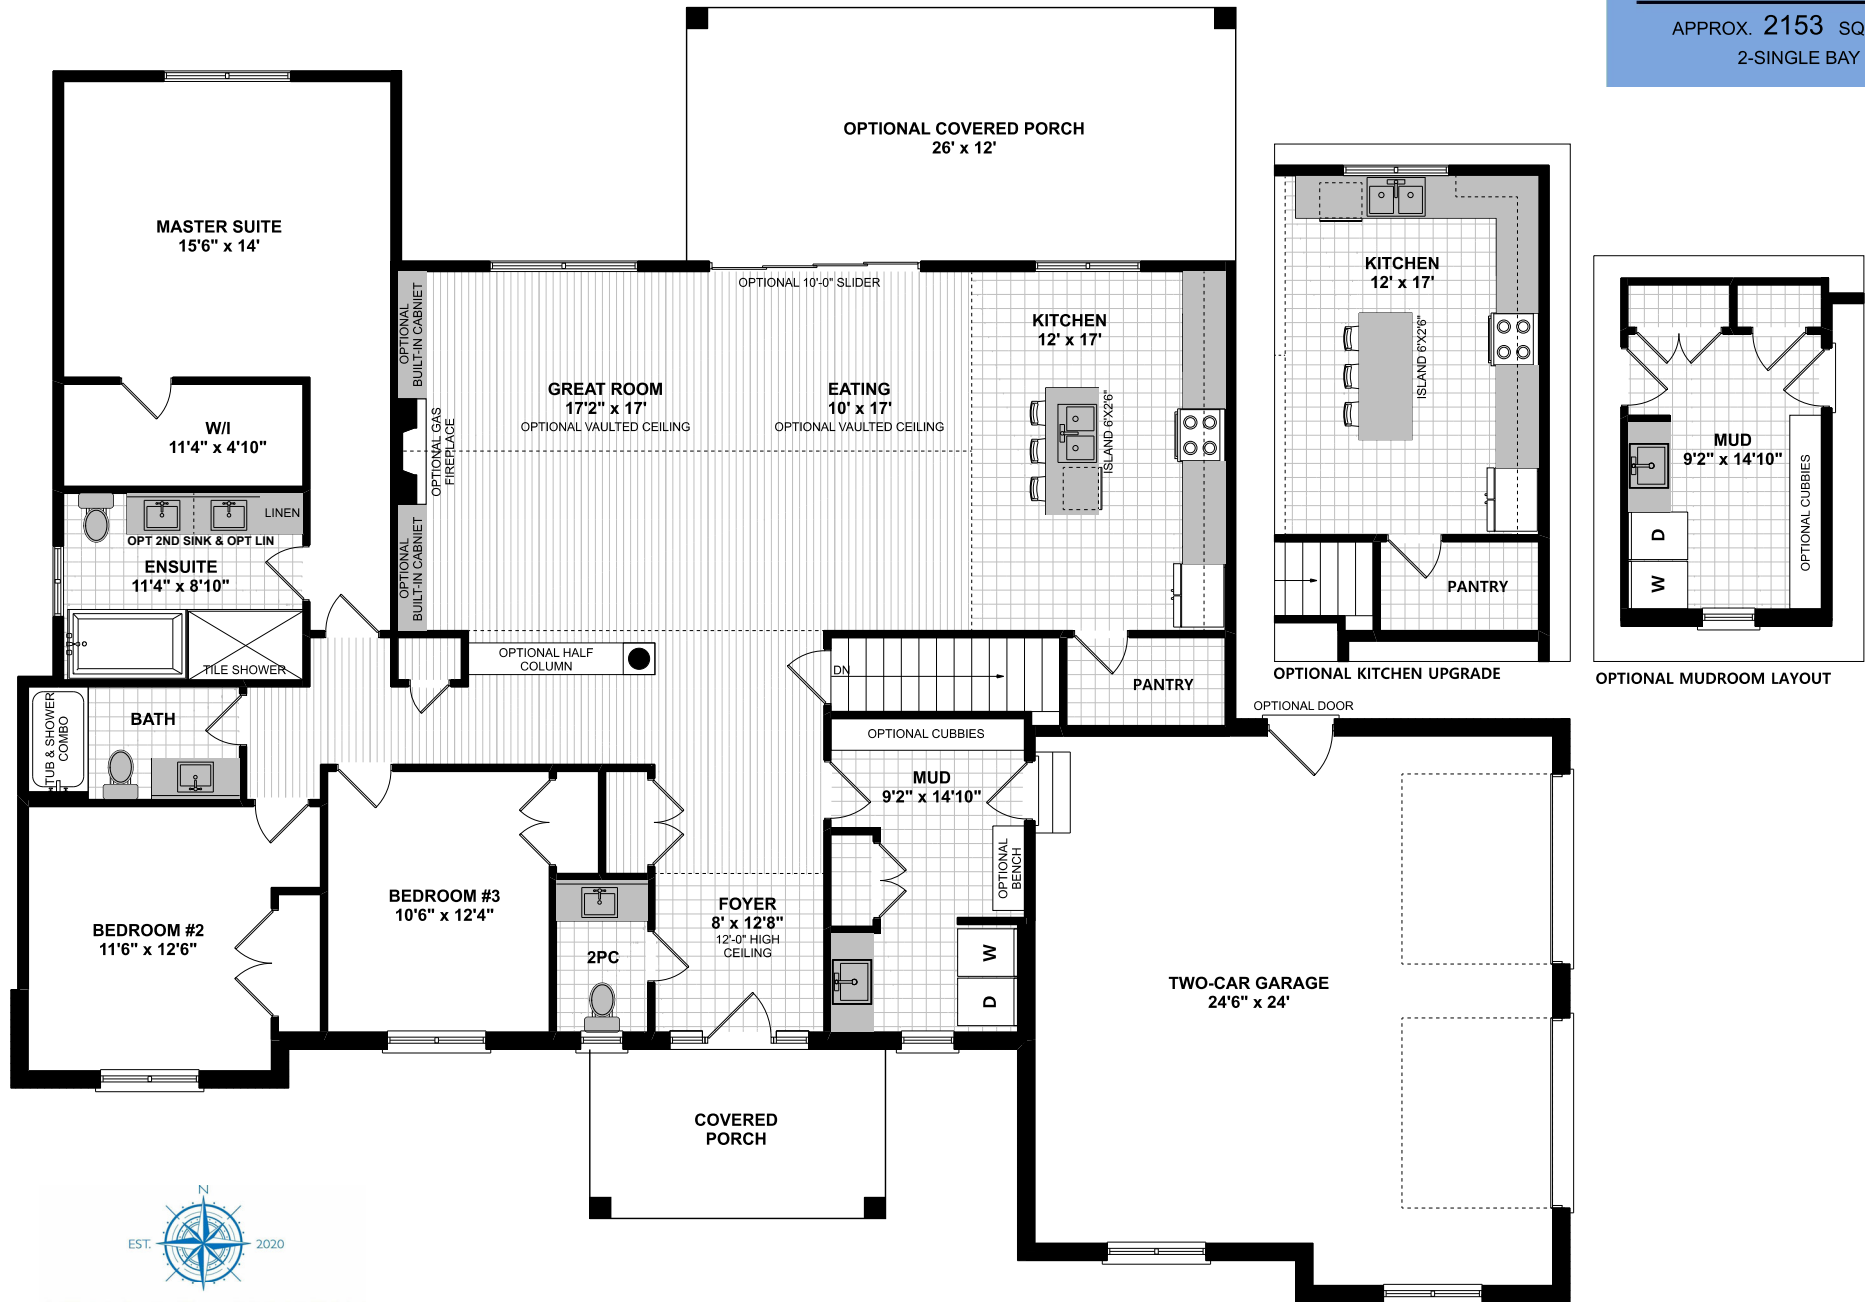 APPROX. 2153 SQ
2-SINGLE BAY
OPTIONAL COVERED PORCH
26' x 12'
MASTER SUITE
15'6" x 14'
OPTIONAL 10'-0" SLIDER
OPTIONAL
BUILT-IN CABNIET
KITCHEN
12' x 17'
GREAT ROOM
17'2" x 17'
OPTIONAL VAULTED CEILING
EATING
10' x 17'
OPTIONAL VAULTED CEILING
ISLAND 6'X2'6"
OPTIONAL GAS
FIREPLACE
OPTIONAL
BUILT-IN CABNIET
W/I
11'4" x 4'10"
LINEN
OPT 2ND SINK & OPT LIN
ENSUITE
11'4" x 8'10"
TILE SHOWER
OPTIONAL HALF
COLUMN
DN
PANTRY
KITCHEN
12' x 17'
ISLAND 6'X2'6"
PANTRY
OPTIONAL KITCHEN UPGRADE
MUD
9'2" x 14'10"
OPTIONAL CUBBIES
D
W
OPTIONAL MUDROOM LAYOUT
TUB & SHOWER
COMBO
BATH
OPTIONAL CUBBIES
OPTIONAL DOOR
MUD
9'2" x 14'10"
OPTIONAL
BENCH
BEDROOM #3
10'6" x 12'4"
FOYER
8' x 12'8"
12'-0" HIGH
CEILING
BEDROOM #2
11'6" x 12'6"
2PC
W
D
TWO-CAR GARAGE
24'6" x 24'
COVERED
PORCH
N
EST. 2020